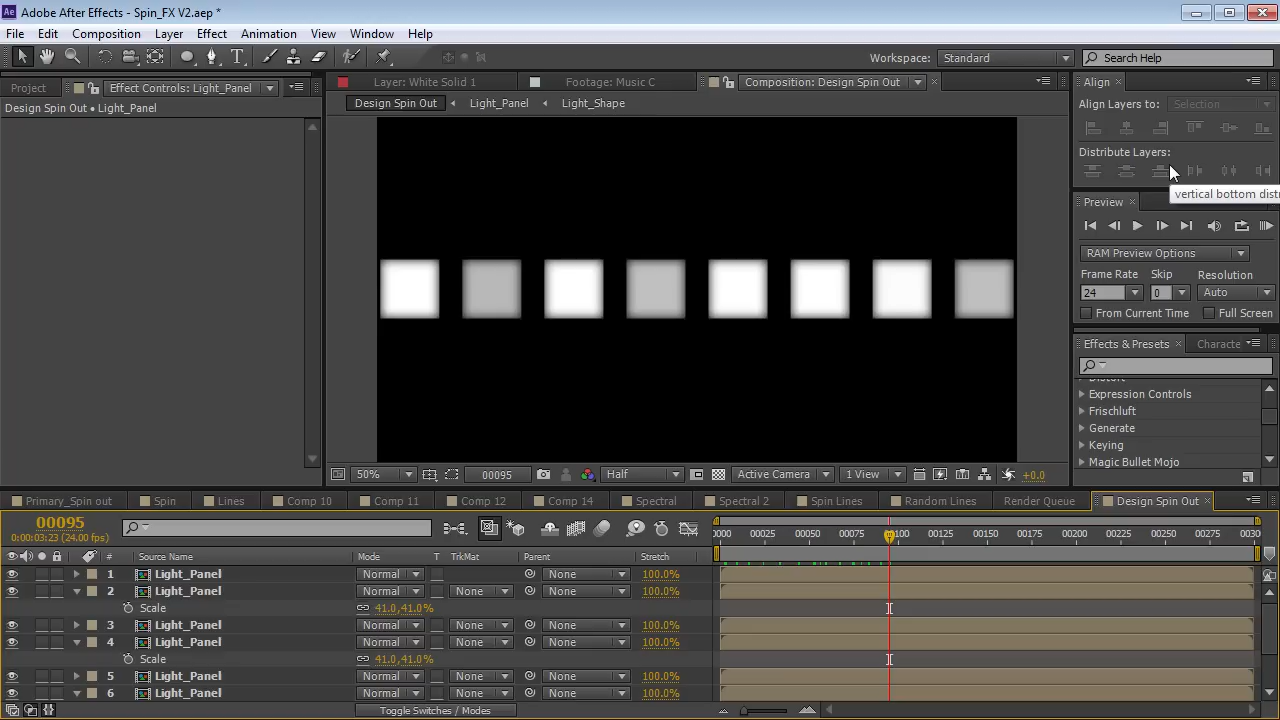 Ae Adobe After Effects - Spin_FX V2.aep *
File Edit Composition Layer Effect Animation View Window Help
Workspace: Standard Search Help
Project Effect Controls: Light_Panel
Design Spin Out • Light_Panel
Layer: White Solid 1 Footage: Music C Composition: Design Spin Out
Design Spin Out Light_Panel Light_Shape
Align
Align Layers to: Selection
Distribute Layers:
vertical bottom distr
Preview
RAM Preview Options
Frame Rate Skip Resolution
24 0 Auto
From Current Time Full Screen
Effects & Presets Characte
Distort
Expression Controls
Frischluft
Generate
Keying
Magic Bullet Mojo
50% 00095 Half Active Camera 1 View +0.0
Primary_Spin out Spin Lines Comp 10 Comp 11 Comp 12 Comp 14 Spectral Spectral 2 Spin Lines Random Lines Render Queue Design Spin Out
00095
0:00:03:23 (24.00 fps)
0000 00025 00050 00075 00100 00125 00150 00175 00200 00225 00250 00275 0030
# Source Name Mode T TrkMat Parent Stretch
1 Light_Panel Normal None 100.0%
2 Light_Panel Normal None None 100.0%
Scale 41.0,41.0%
3 Light_Panel Normal None None 100.0%
4 Light_Panel Normal None None 100.0%
Scale 41.0,41.0%
5 Light_Panel Normal None None 100.0%
6 Light_Panel Normal None None 100.0%
Toggle Switches / Modes